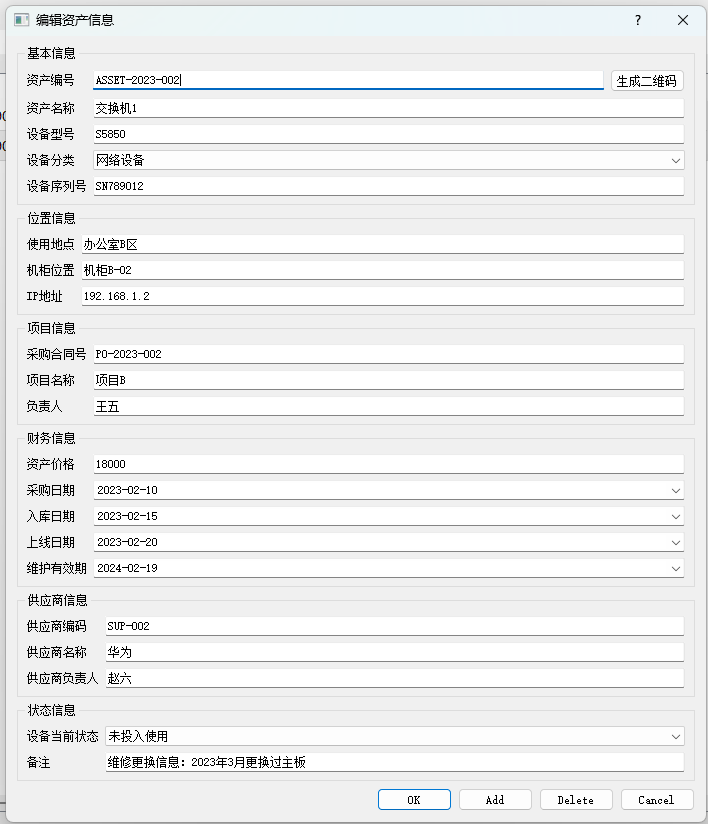 编辑资产信息 ?
基本信息
资产编号 ASSET-2023-002 生成二维码
资产名称 交换机1
设备型号 S5850
设备分类 网络设备
设备序列号 SN789012
位置信息
使用地点 办公室B区
机柜位置 机柜B-02
IP地址 192.168.1.2
项目信息
采购合同号 PO-2023-002
项目名称 项目B
负责人 王五
财务信息
资产价格 18000
采购日期 2023-02-10
入库日期 2023-02-15
上线日期 2023-02-20
维护有效期 2024-02-19
供应商信息
供应商编码 SUP-002
供应商名称 华为
供应商负责人 赵六
状态信息
设备当前状态 未投入使用
备注 维修更换信息: 2023年3月更换过主板
OK Add Delete Cancel